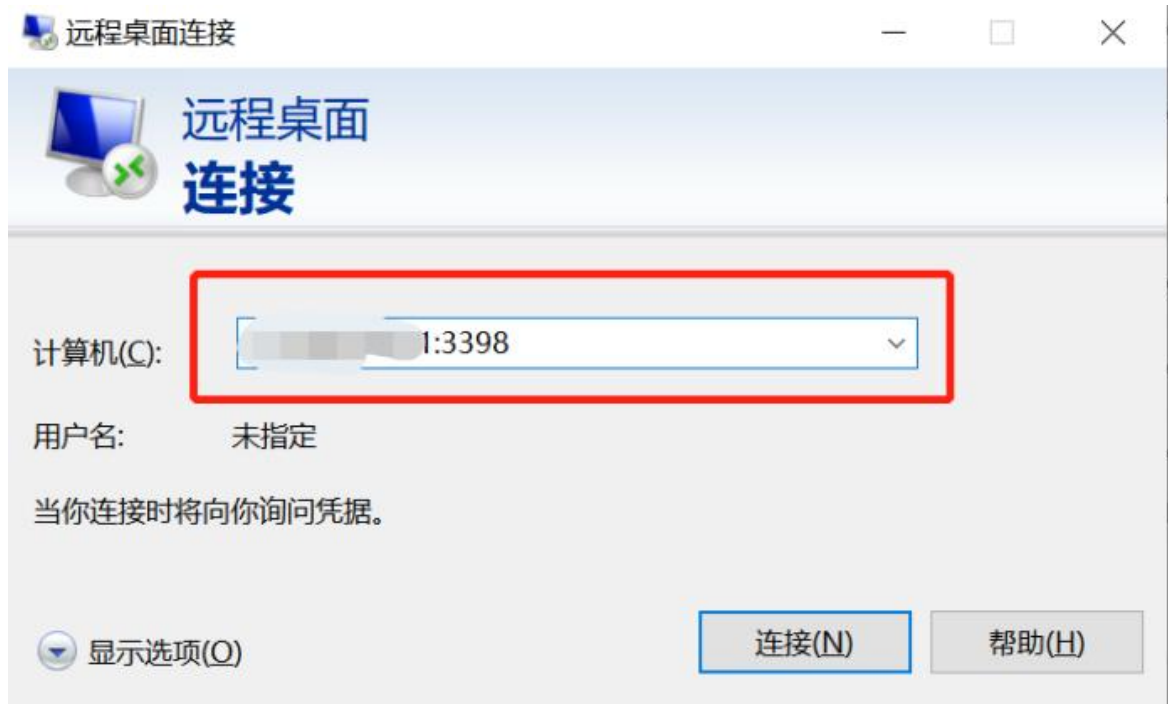 远程桌面连接
远程桌面
连接
计算机(C):
1:3398
用户名: 未指定
当你连接时将向你询问凭据。
显示选项(O)
连接(N)
帮助(H)